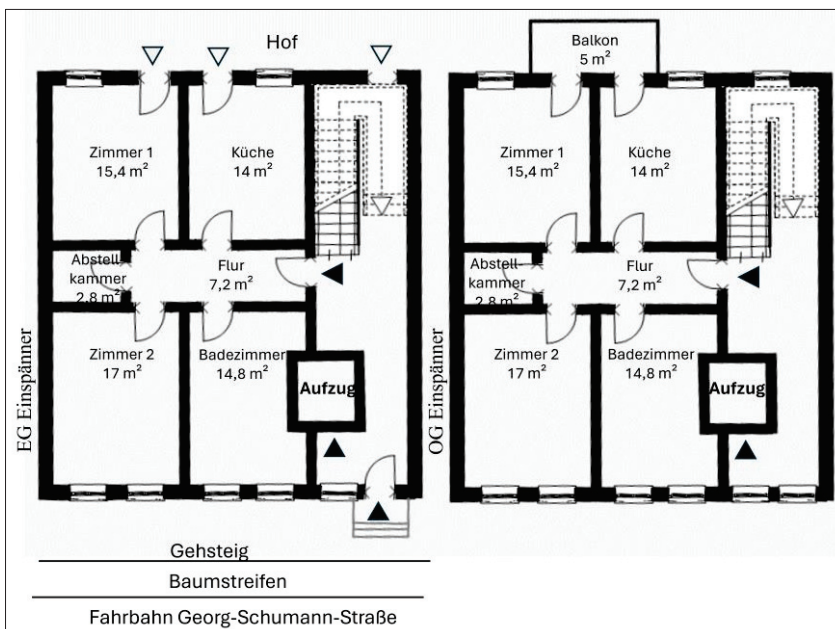 Hof
Zimmer 1
15,4 m²
Küche
14 m²
Abstell-
kammer
2,8 m²
Flur
7,2 m²
Zimmer 2
17 m²
Badezimmer
14,8 m²
Aufzug
EG Einspänner
Gehsteig
Baumstreifen
Fahrbahn Georg-Schumann-Straße
Balkon
5 m²
Zimmer 1
15,4 m²
Küche
14 m²
Abstell-
kammer
2,8 m²
Flur
7,2 m²
Zimmer 2
17 m²
Badezimmer
14,8 m²
Aufzug
OG Einspänner